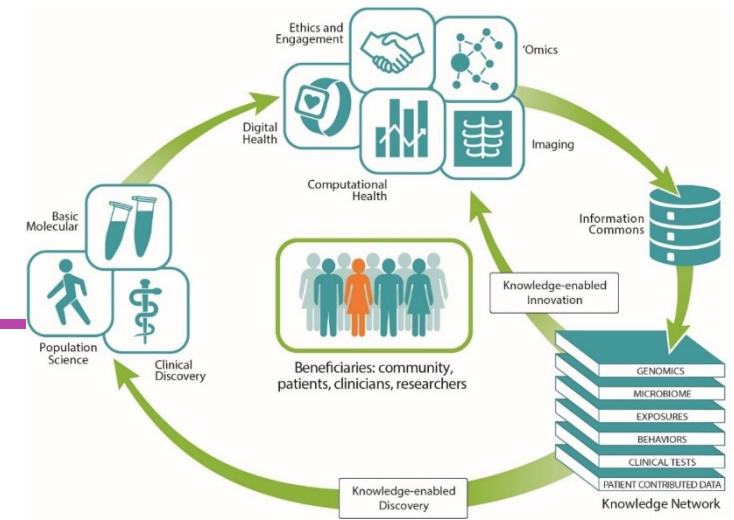 Ethics and
Engagement
'Omics
Digital
Health
Imaging
Computational
Health
Basic
Molecular
Information
Commons
Population
Science
Clinical
Discovery
Knowledge-enabled
Innovation
Beneficiaries: community,
patients, clinicians, researchers
GENOMICS
MICROBIOME
EXPOSURES
BEHAVIORS
CLINICAL TESTS
PATIENT CONTRIBUTED DATA
Knowledge Network
Knowledge-enabled
Discovery